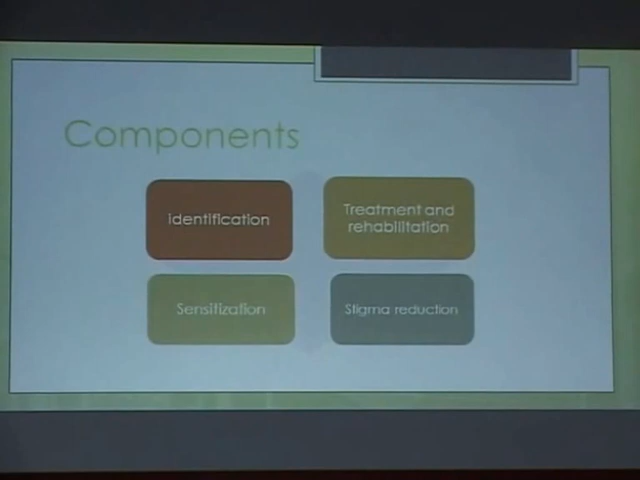 Components
Identification
Treatment and
rehabilitation
Sensitization
Stigma reduction